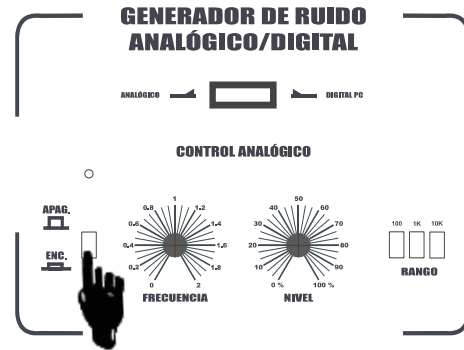 GENERADOR DE RUIDO
ANALÓGICO/DIGITAL
ANALÓGICO
DIGITAL PC
CONTROL ANALÓGICO
APAG.
ENC.
1
0.8
1.2
0.6
1.4
0.4
1.6
0.2
1.8
0
2
FRECUENCIA
50
40
60
30
70
20
80
10
90
0 %
100 %
NIVEL
100 1K 10K
RANGO